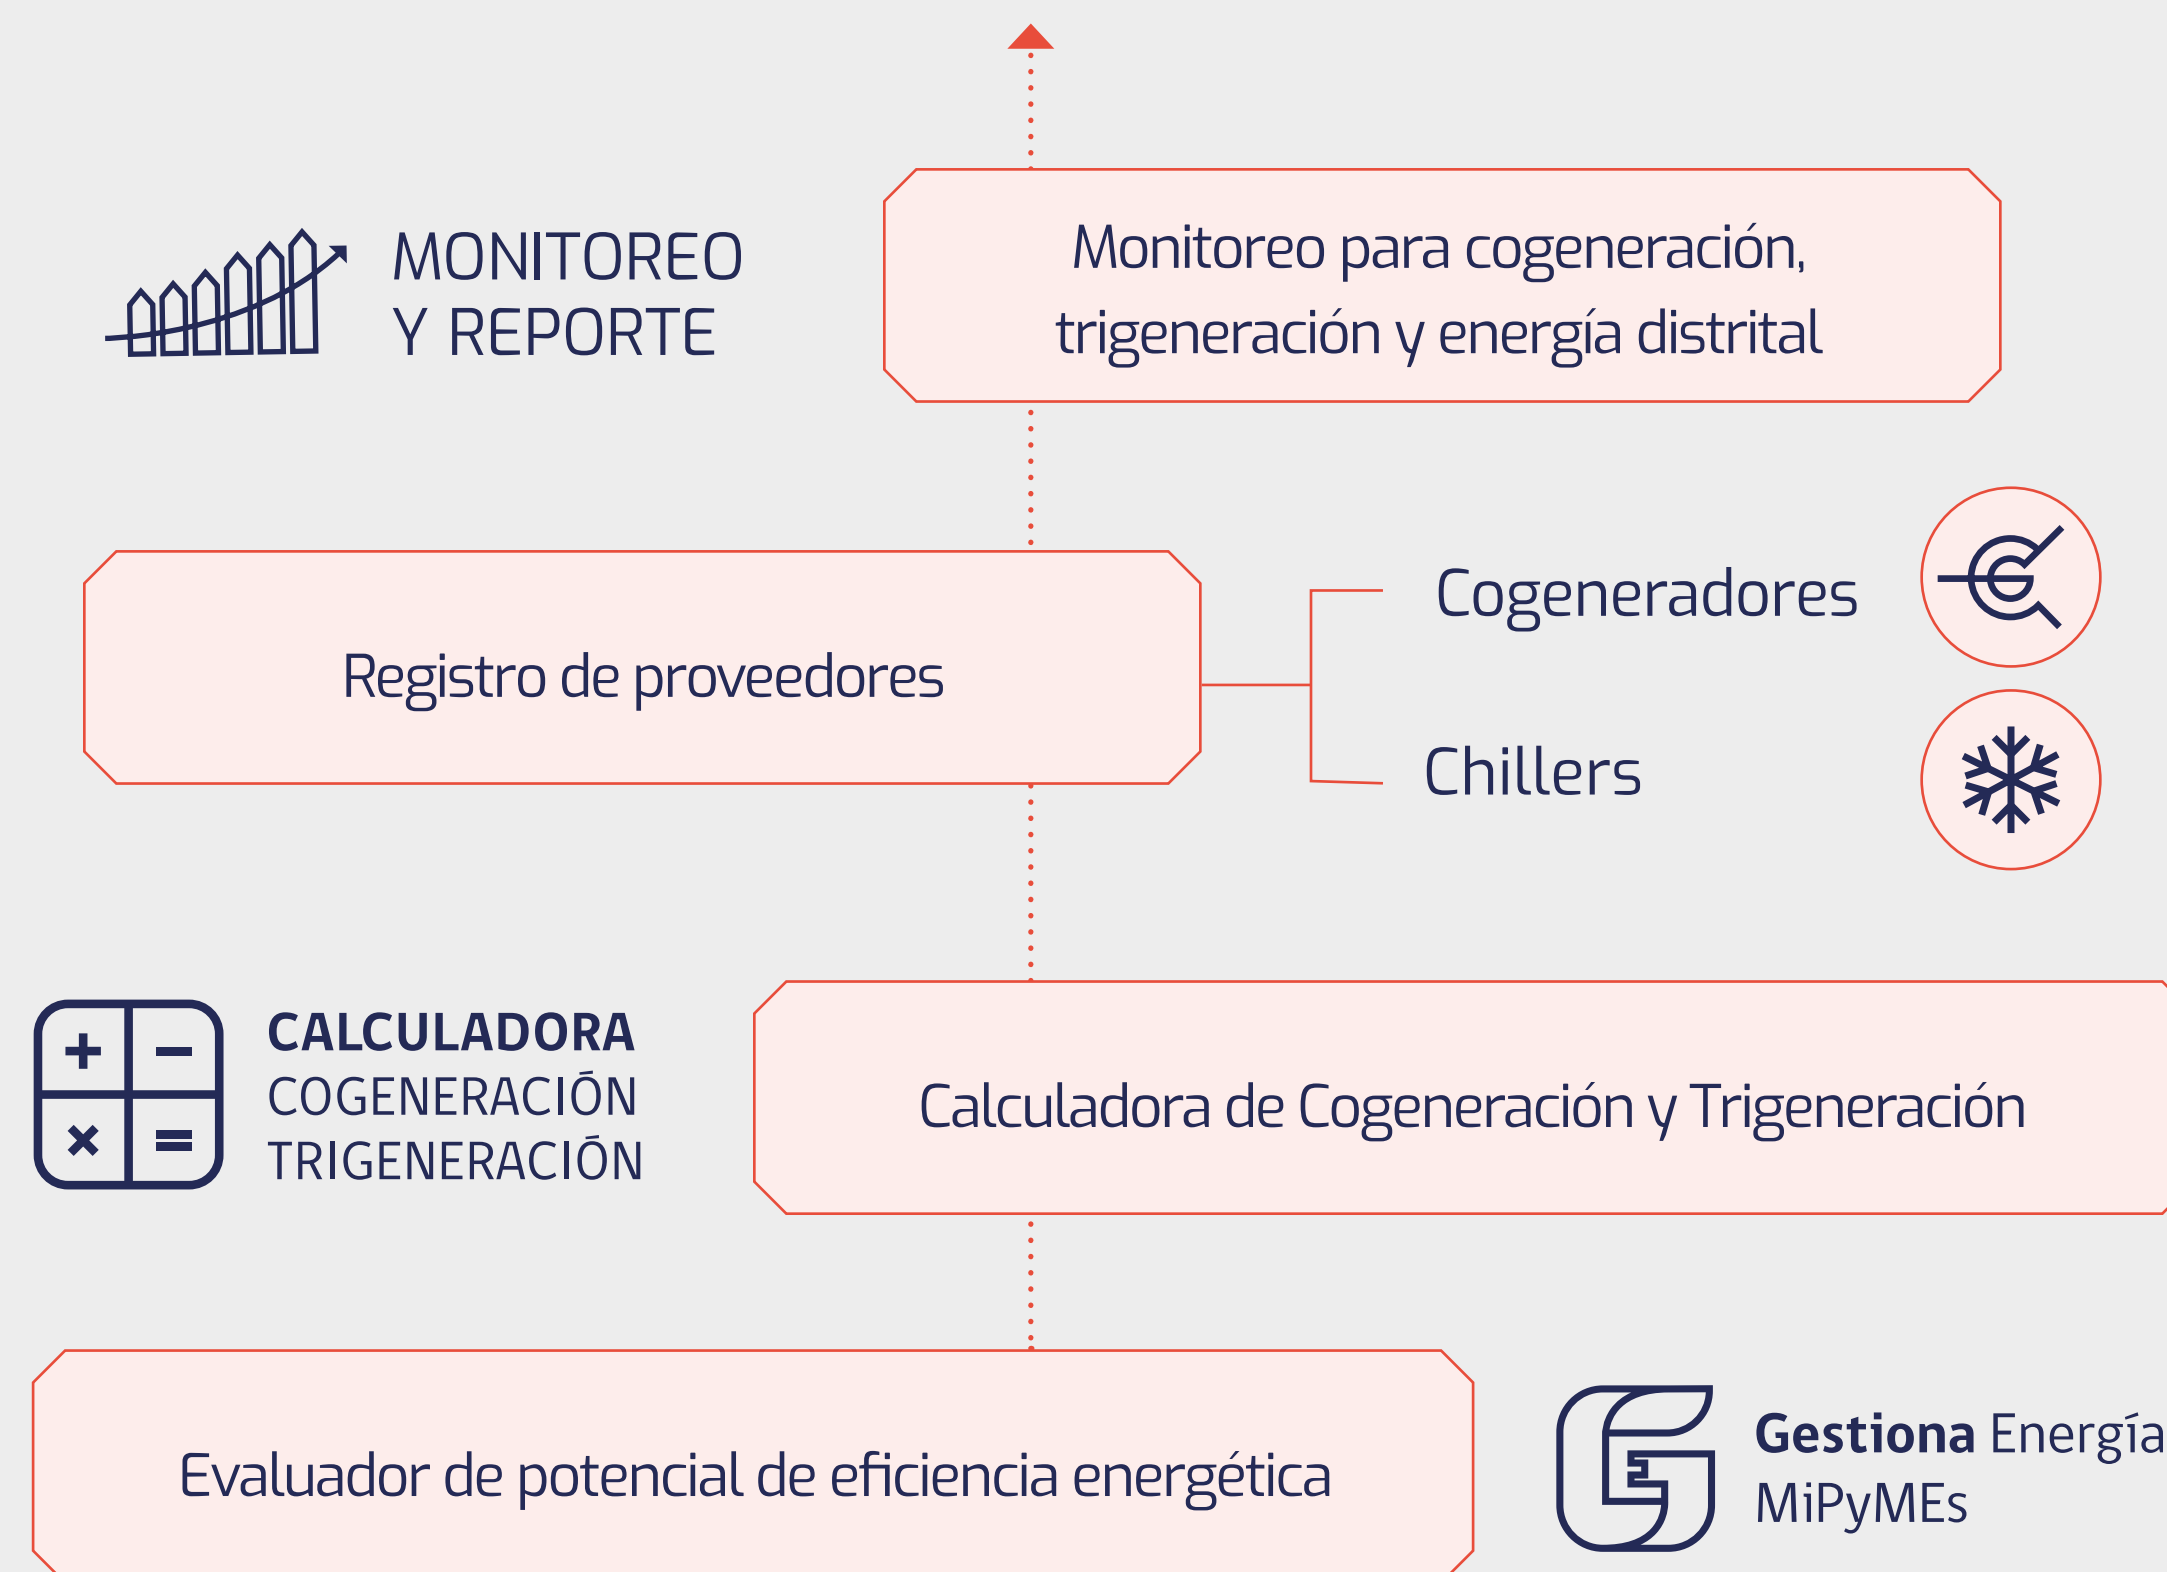 MONITOREO
Y REPORTE
Monitoreo para cogeneración,
trigeneración y energía distrital
Registro de proveedores
Cogeneradores
Chillers
CALCULADORA
COGENERACIÓN
TRIGENERACIÓN
Calculadora de Cogeneración y Trigeneración
Evaluador de potencial de eficiencia energética
Gestiona Energía
MiPyMEs